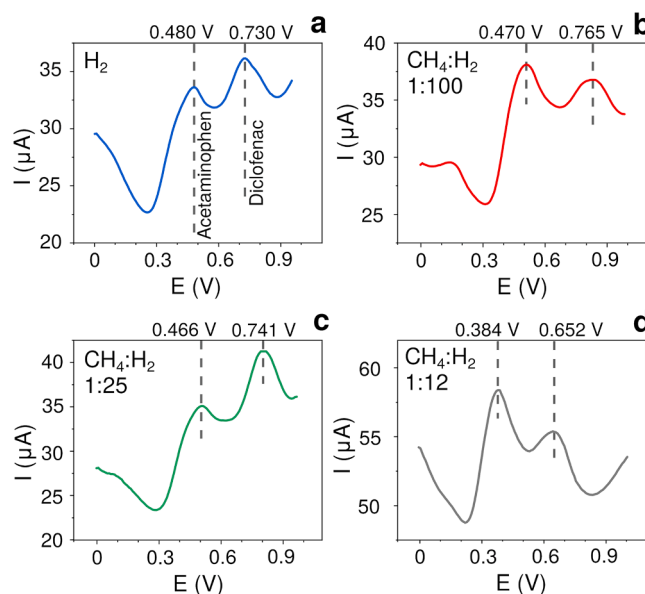 0.480 V 0.730 V a
H₂
35
30
25
20
I (µA)
Acetaminophen
Diclofenac
0 0.3 0.6 0.9
E (V)
0.470 V 0.765 V b
CH₄:H₂
1:100
40
35
30
25
I (µA)
0 0.3 0.6 0.9
E (V)
0.466 V 0.741 V c
CH₄:H₂
1:25
40
35
30
25
20
I (µA)
0 0.3 0.6 0.9
E (V)
0.384 V 0.652 V d
CH₄:H₂
1:12
60
55
50
I (µA)
0 0.3 0.6 0.9
E (V)